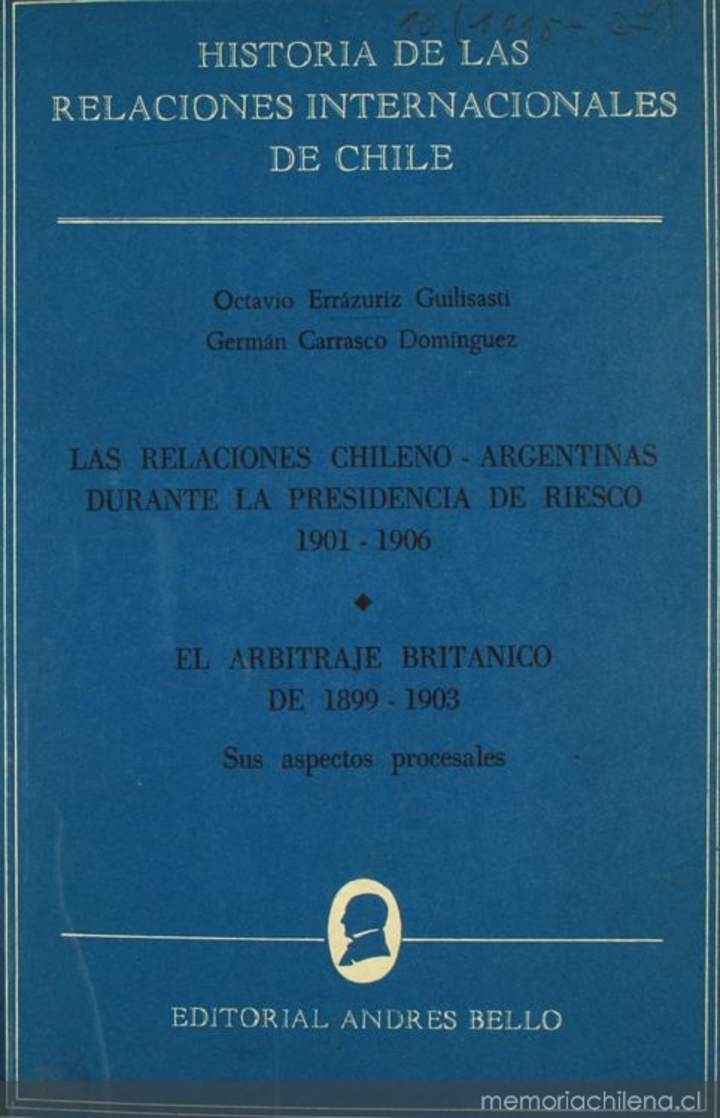 HISTORIA DE LAS
RELACIONES INTERNACIONALES
DE CHILE
Octavio Errázuriz Guilisasti
Germán Carrasco Domínguez
LAS RELACIONES CHILENO - ARGENTINAS
DURANTE LA PRESIDENCIA DE RIESCO
1901 - 1906
EL ARBITRAJE BRITANICO
DE 1899 - 1903
Sus aspectos procesales
EDITORIAL ANDRES BELLO
memoriachilena.cl